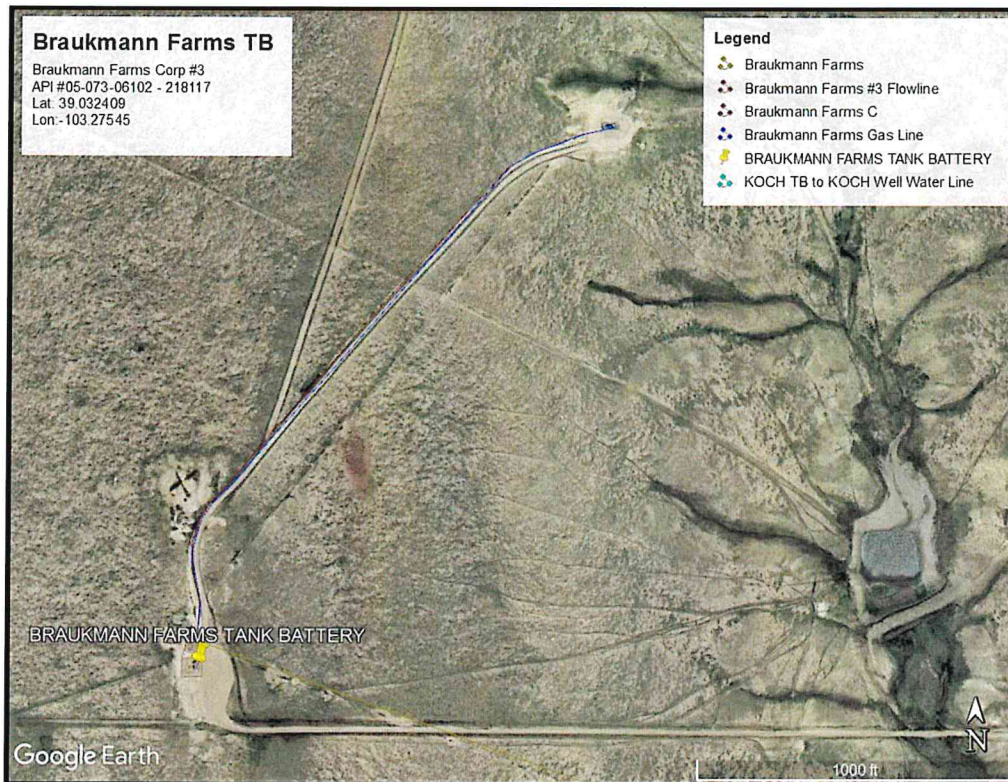 Braukmann Farms TB
Braukmann Farms Corp #3
API #05-073-06102 - 218117
Lat. 39.032409
Lon:-103.27545
Legend
Braukmann Farms
Braukmann Farms #3 Flowline
Braukmann Farms C
Braukmann Farms Gas Line
BRAUKMANN FARMS TANK BATTERY
KOCH TB to KOCH Well Water Line
BRAUKMANN FARMS TANK BATTERY
N
Google Earth
1000 ft